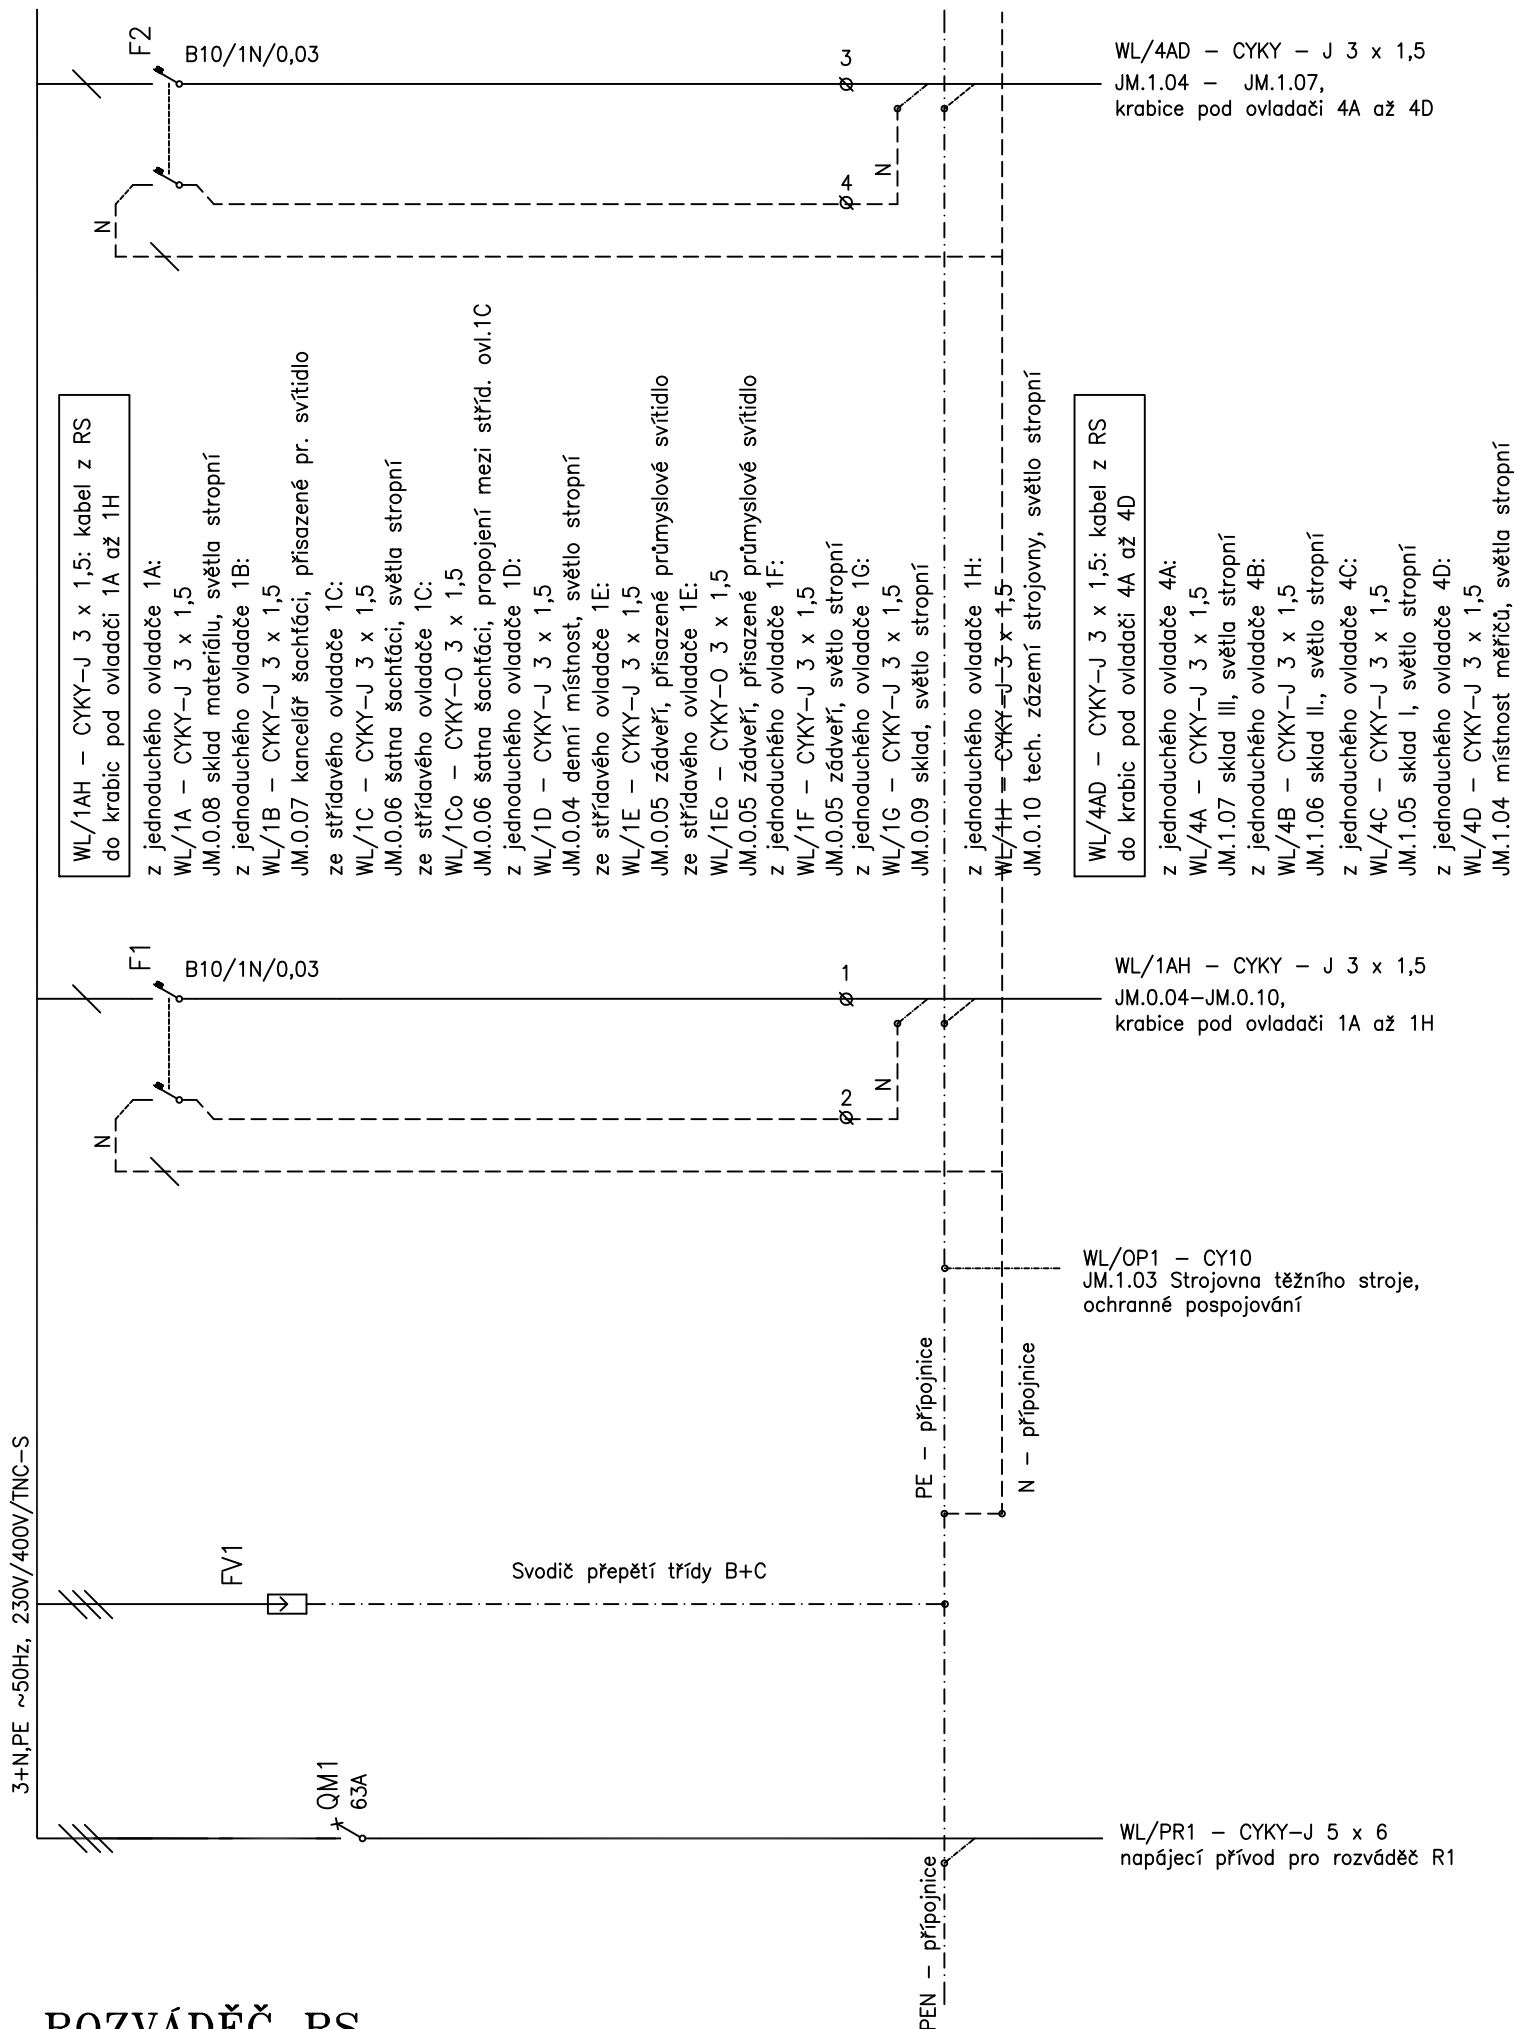 F2
B10/1N/0,03
3
4
N
N
WL/4AD – CYKY – J 3 x 1,5
JM.1.04 – JM.1.07,
krabice pod ovladači 4A až 4D
WL/1AH – CYKY–J 3 x 1,5: kabel z RS
do krabic pod ovladači 1A až 1H
z jednoduchého ovladače 1A:
WL/1A – CYKY–J 3 x 1,5
JM.0.08 sklad materiálu, světla stropní
z jednoduchého ovladače 1B:
WL/1B – CYKY–J 3 x 1,5
JM.0.07 kancelář šachťáci, přisazené pr. svítidlo
ze střídavého ovladače 1C:
WL/1C – CYKY–J 3 x 1,5
JM.0.06 šatna šachťáci, světla stropní
ze střídavého ovladače 1C:
WL/1Co – CYKY–O 3 x 1,5
JM.0.06 šatna šachťáci, propojení mezi stříd. ovl.1C
z jednoduchého ovladače 1D:
WL/1D – CYKY–J 3 x 1,5
JM.0.04 denní místnost, světlo stropní
ze střídavého ovladače 1E:
WL/1E – CYKY–J 3 x 1,5
JM.0.05 zádveří, přisazené průmyslové svítidlo
ze střídavého ovladače 1E:
WL/1Eo – CYKY–O 3 x 1,5
JM.0.05 zádveří, přisazené průmyslové svítidlo
z jednoduchého ovladače 1F:
WL/1F – CYKY–J 3 x 1,5
JM.0.05 zádveří, světlo stropní
z jednoduchého ovladače 1G:
WL/1G – CYKY–J 3 x 1,5
JM.0.09 sklad, světlo stropní
z jednoduchého ovladače 1H:
WL/1H – CYKY–J 3 x 1,5
JM.0.10 tech. zázemí strojovny, světlo stropní
WL/4AD – CYKY–J 3 x 1,5: kabel z RS
do krabic pod ovladači 4A až 4D
z jednoduchého ovladače 4A:
WL/4A – CYKY–J 3 x 1,5
JM.1.07 sklad III, světla stropní
z jednoduchého ovladače 4B:
WL/4B – CYKY–J 3 x 1,5
JM.1.06 sklad II., světlo stropní
z jednoduchého ovladače 4C:
WL/4C – CYKY–J 3 x 1,5
JM.1.05 sklad I, světlo stropní
z jednoduchého ovladače 4D:
WL/4D – CYKY–J 3 x 1,5
JM.1.04 místnost měřičů, světla stropní
F1
B10/1N/0,03
1
2
N
N
WL/1AH – CYKY – J 3 x 1,5
JM.0.04–JM.0.10,
krabice pod ovladači 1A až 1H
WL/OP1 – CY10
JM.1.03 Strojovna těžního stroje,
ochranné pospojování
PE – přípojnice
N – přípojnice
3+N,PE ~50Hz, 230V/400V/TNC–S
FV1
Svodič přepětí třídy B+C
QM1
63A
WL/PR1 – CYKY–J 5 x 6
napájecí přívod pro rozváděč R1
PEN – přípojnice
ROZVÁDĚČ RS